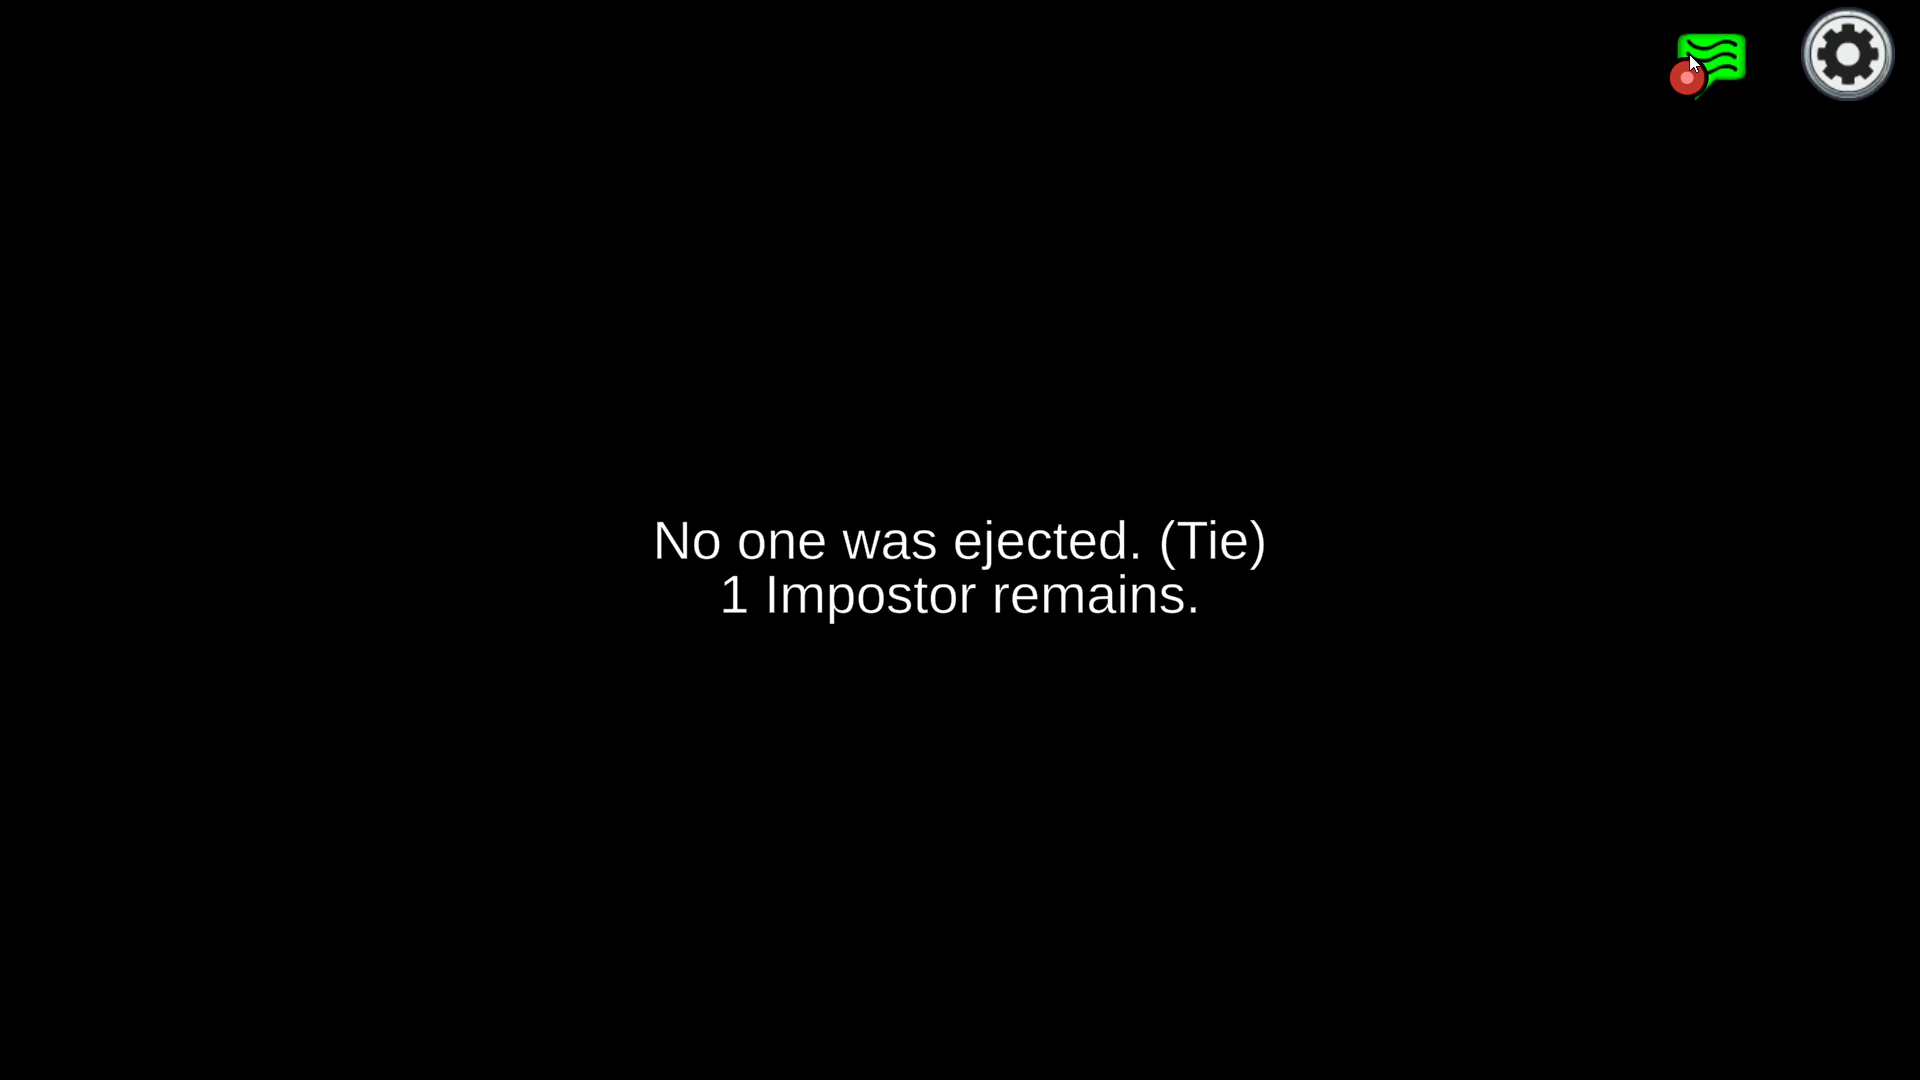 No one was ejected. (Tie)
1 Impostor remains.